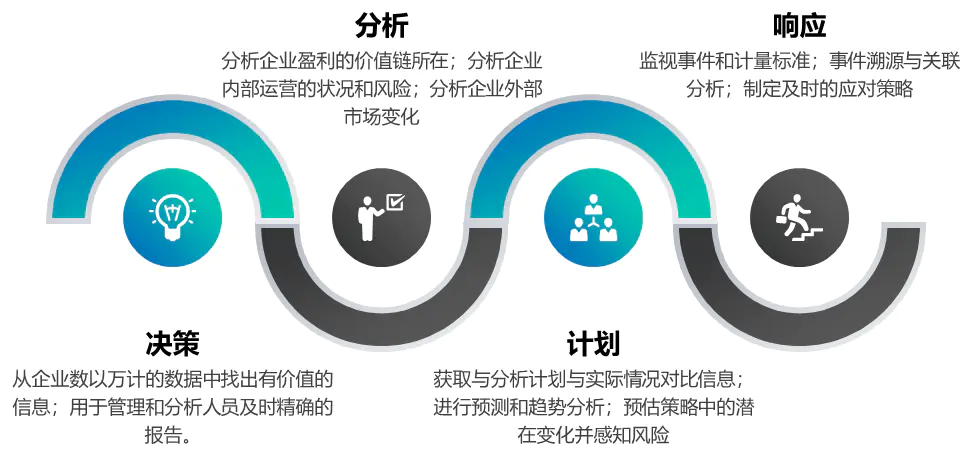 分析
分析企业盈利的价值链所在；分析企业
内部运营的状况和风险；分析企业外部
市场变化
响应
监视事件和计量标准；事件溯源与关联
分析；制定及时的应对策略
决策
从企业数以万计的数据中找出有价值的
信息；用于管理和分析人员及时精确的
报告。
计划
获取与分析计划与实际情况对比信息；
进行预测和趋势分析；预估策略中的潜
在变化并感知风险